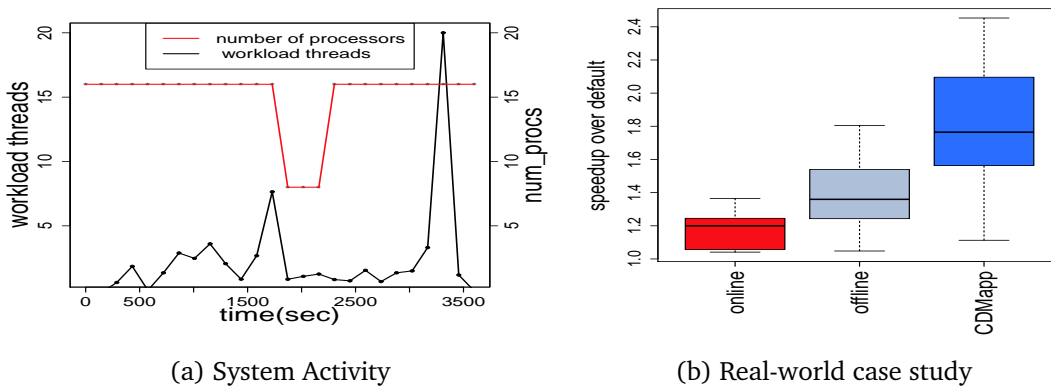 number of processors
workload threads
workload threads
20
15
10
5
20
15
10
5
num_procs
0
500
1500
2500
3500
time(sec)
(a) System Activity
speedup over default
2.4
2.2
2.0
1.8
1.6
1.4
1.2
1.0
online
offline
CDMapp
(b) Real-world case study